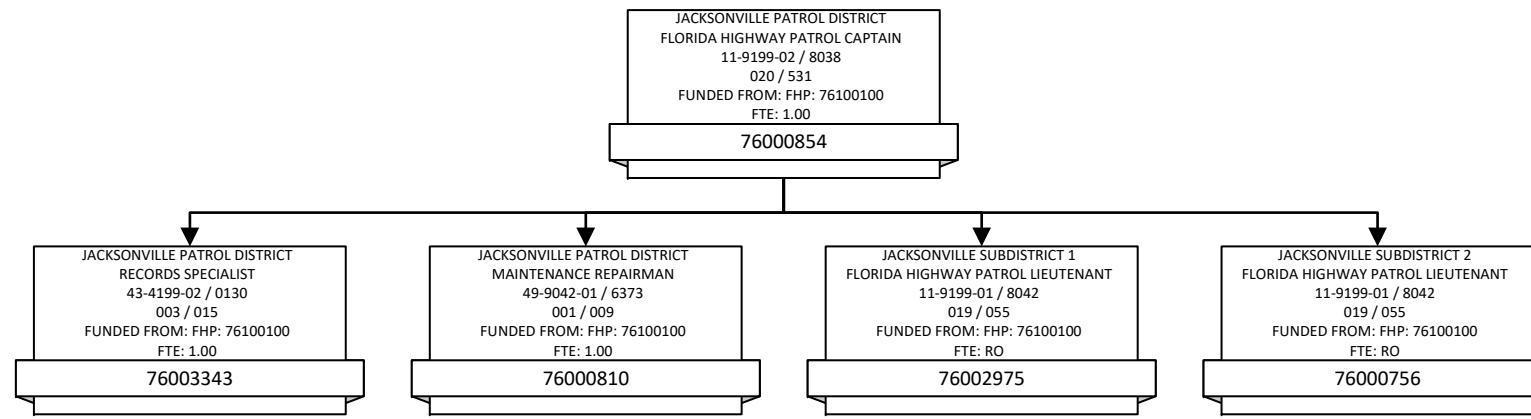 JACKSONVILLE PATROL DISTRICT
FLORIDA HIGHWAY PATROL CAPTAIN
11-9199-02 / 8038
020 / 531
FUNDED FROM: FHP: 76100100
FTE: 1.00
76000854
JACKSONVILLE PATROL DISTRICT
RECORDS SPECIALIST
43-4199-02 / 0130
003 / 015
FUNDED FROM: FHP: 76100100
FTE: 1.00
76003343
JACKSONVILLE PATROL DISTRICT
MAINTENANCE REPAIRMAN
49-9042-01 / 6373
001 / 009
FUNDED FROM: FHP: 76100100
FTE: 1.00
76000810
JACKSONVILLE SUBDISTRICT 1
FLORIDA HIGHWAY PATROL LIEUTENANT
11-9199-01 / 8042
019 / 055
FUNDED FROM: FHP: 76100100
FTE: RO
76002975
JACKSONVILLE SUBDISTRICT 2
FLORIDA HIGHWAY PATROL LIEUTENANT
11-9199-01 / 8042
019 / 055
FUNDED FROM: FHP: 76100100
FTE: RO
76000756